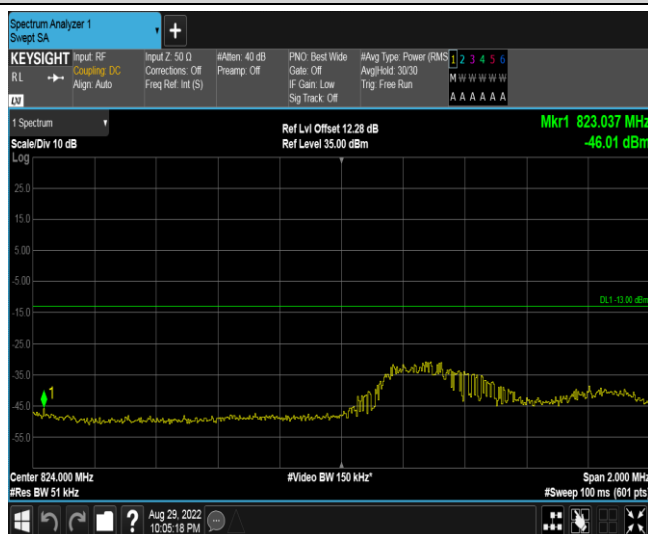 Spectrum Analyzer 1
Swept SA
+
KEYSIGHT
RL
Input: RF
Coupling: DC
Align: Auto
Input Z: 50 Ω
Corrections: Off
Freq Ref: Int (S)
#Atten: 40 dB
Preamp: Off
PNO: Best Wide
Gate: Off
IF Gain: Low
Sig Track: Off
#Avg Type: Power (RMS
Avg|Hold: 30/30
Trig: Free Run
1 2 3 4 5 6
M W W W W W
A A A A A A
LXI
1 Spectrum
Scale/Div 10 dB
Log
Ref Lvl Offset 12.28 dB
Ref Level 35.00 dBm
Mkr1 823.037 MHz
-46.01 dBm
25.0
15.0
5.00
-5.00
DL1 -13.00 dBm
-15.0
-25.0
-35.0
1
-45.0
-55.0
Center 824.000 MHz
#Res BW 51 kHz
#Video BW 150 kHz*
Span 2.000 MHz
#Sweep 100 ms (601 pts)
?
Aug 29, 2022
10:05:18 PM